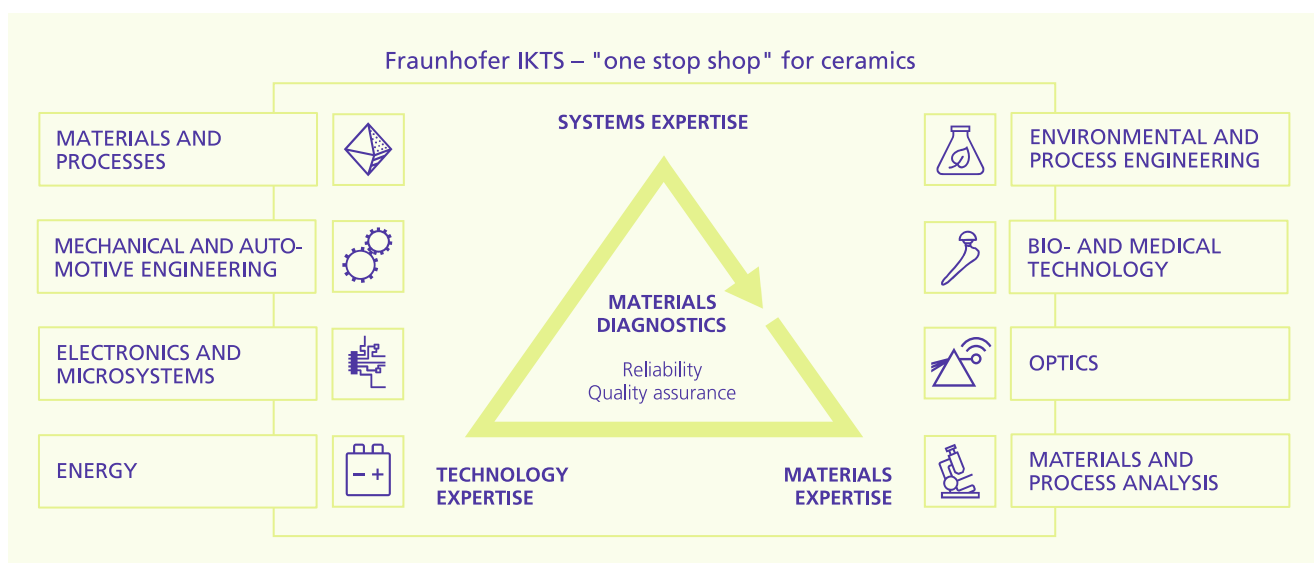 Fraunhofer IKTS – "one stop shop" for ceramics
MATERIALS AND
PROCESSES
MECHANICAL AND AUTO-
MOTIVE ENGINEERING
ELECTRONICS AND
MICROSYSTEMS
ENERGY
SYSTEMS EXPERTISE
MATERIALS
DIAGNOSTICS
Reliability
Quality assurance
TECHNOLOGY
EXPERTISE
MATERIALS
EXPERTISE
ENVIRONMENTAL AND
PROCESS ENGINEERING
BIO- AND MEDICAL
TECHNOLOGY
OPTICS
MATERIALS AND
PROCESS ANALYSIS